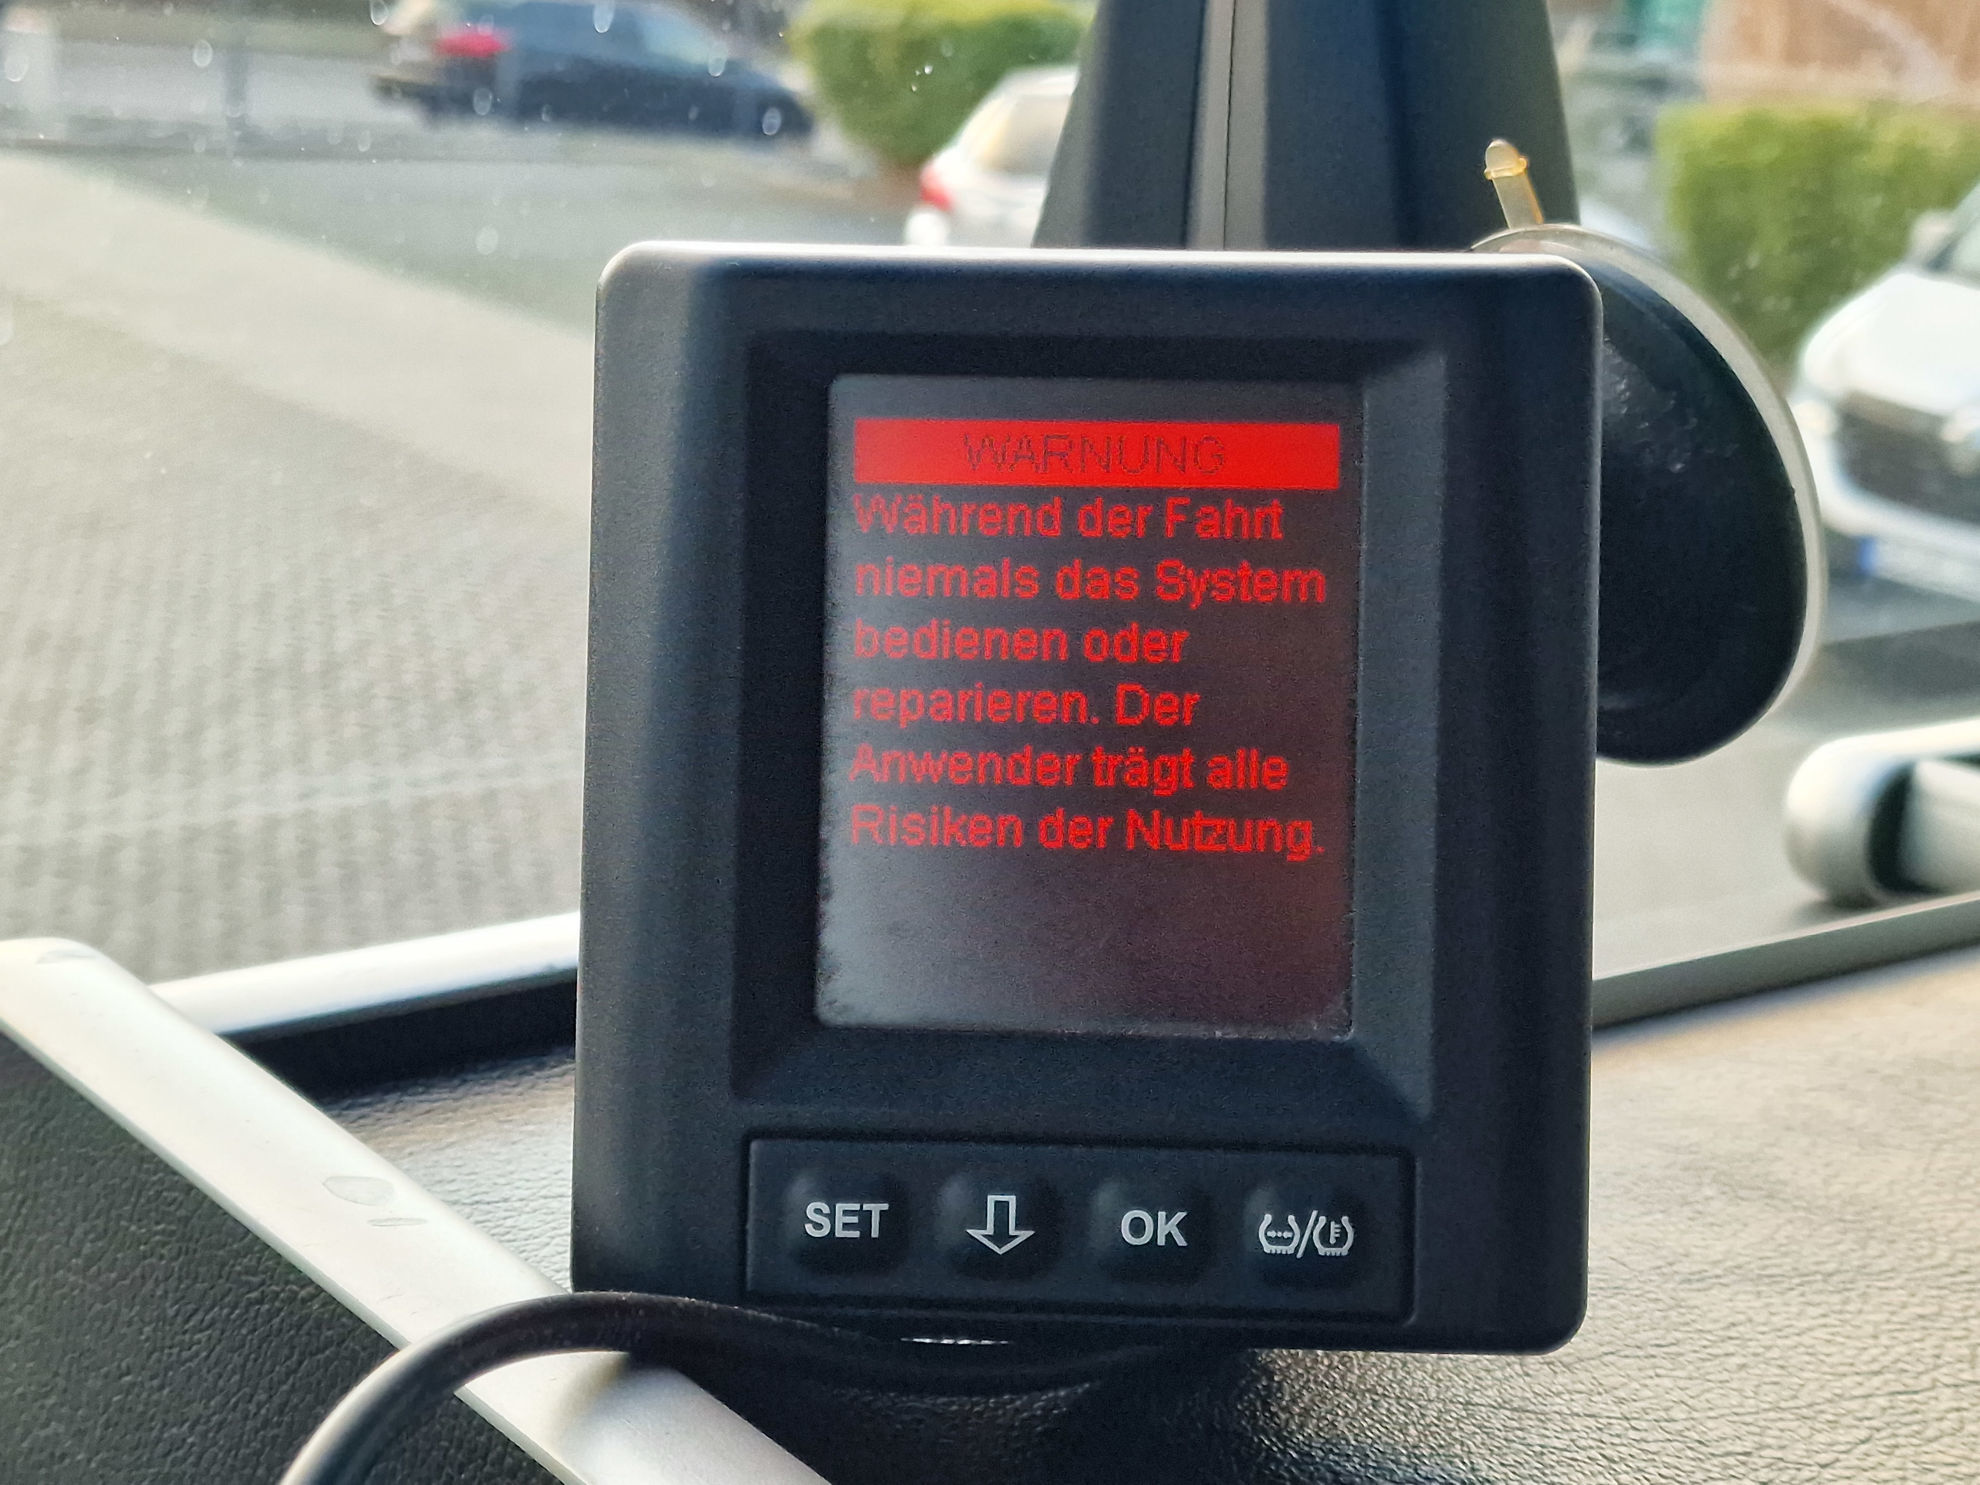 WARNUNG
Während der Fahrt
niemals das System
bedienen oder
reparieren. Der
Anwender trägt alle
Risiken der Nutzung.
SET
OK